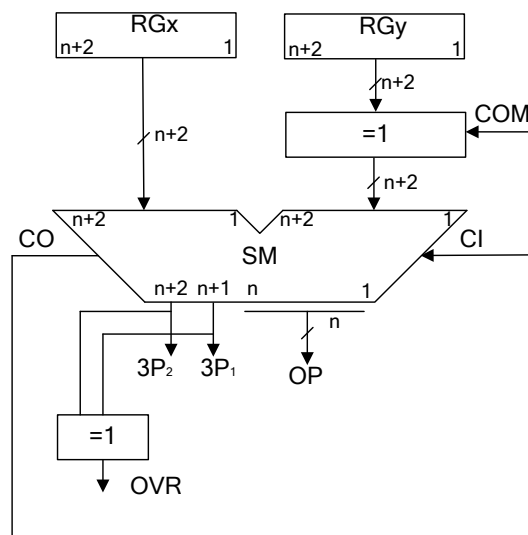 RGx
n+2 1
RGy
n+2 1
n+2
=1
COM
n+2
n+2
n+2 1 n+2 1
CO
SM
CI
n+2 n+1 n 1
n
3P₂
3P₁
OP
=1
OVR